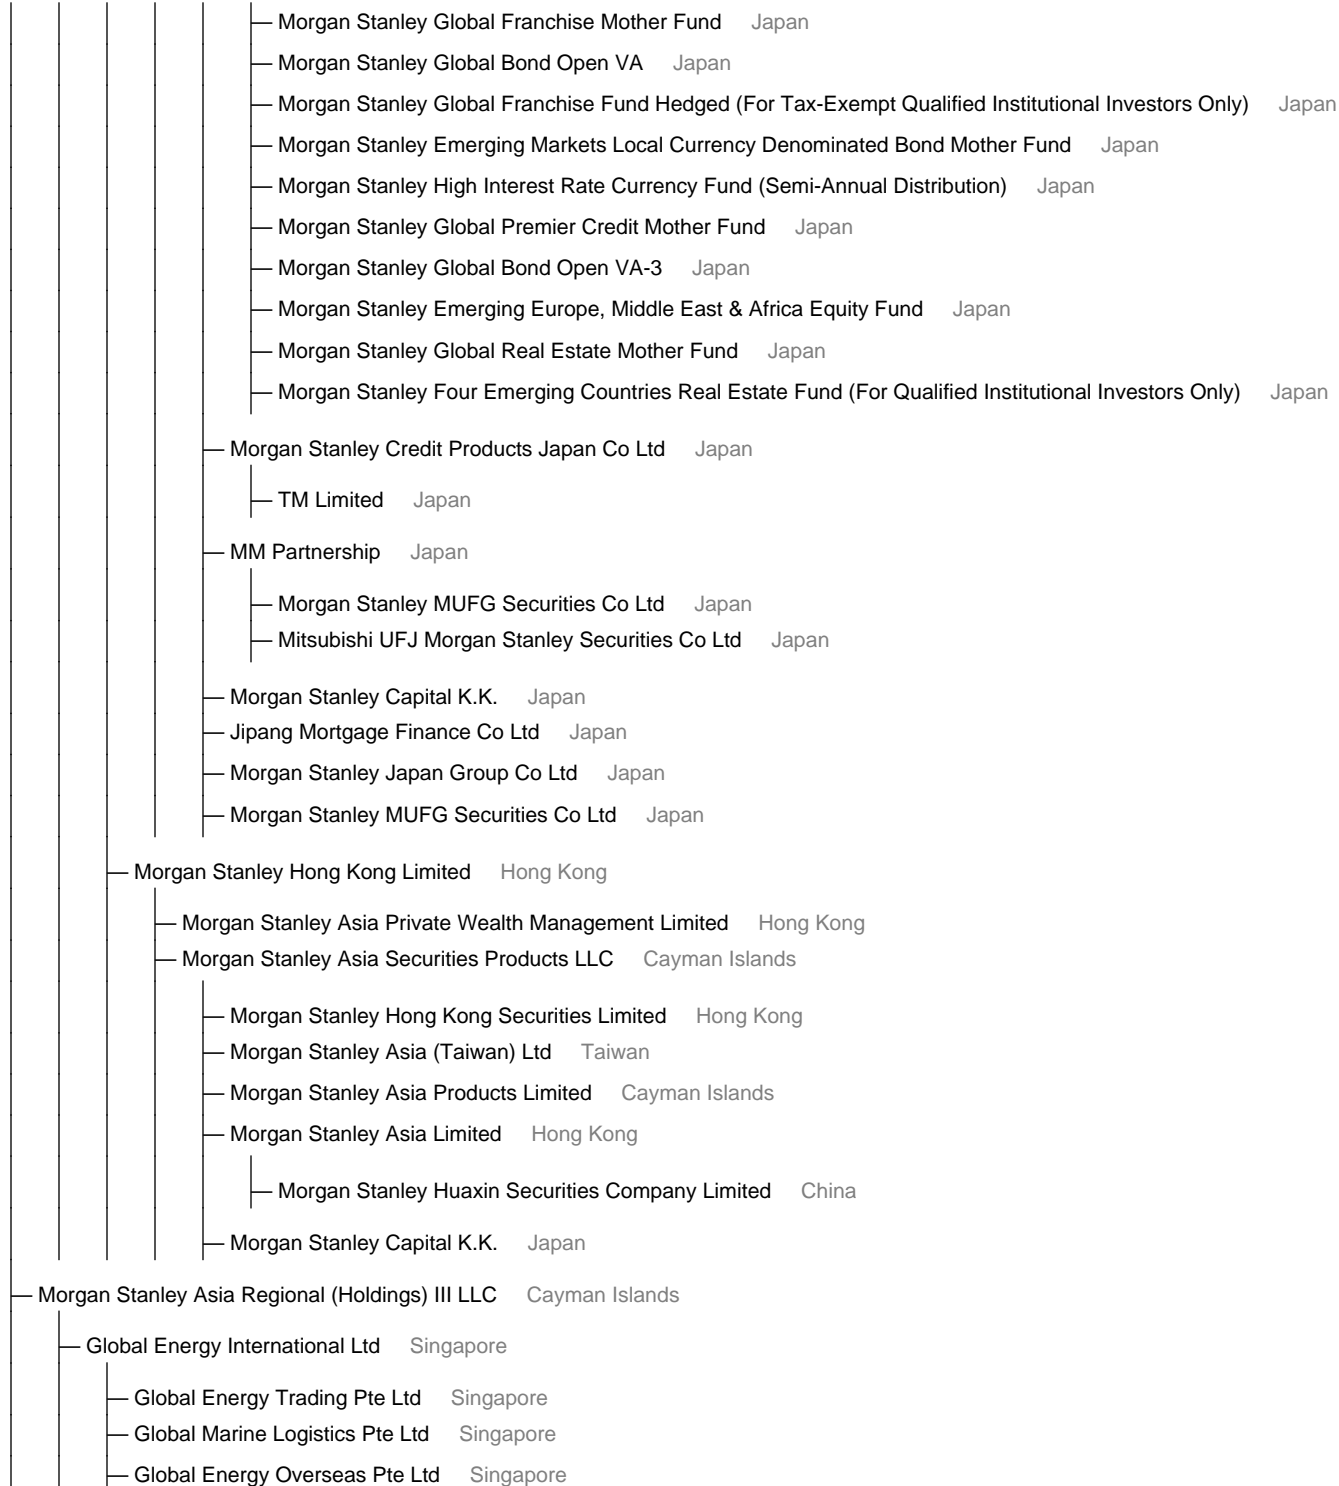 Morgan Stanley Global Franchise Mother Fund Japan
Morgan Stanley Global Bond Open VA Japan
Morgan Stanley Global Franchise Fund Hedged (For Tax-Exempt Qualified Institutional Investors Only) Japan
Morgan Stanley Emerging Markets Local Currency Denominated Bond Mother Fund Japan
Morgan Stanley High Interest Rate Currency Fund (Semi-Annual Distribution) Japan
Morgan Stanley Global Premier Credit Mother Fund Japan
Morgan Stanley Global Bond Open VA-3 Japan
Morgan Stanley Emerging Europe, Middle East & Africa Equity Fund Japan
Morgan Stanley Global Real Estate Mother Fund Japan
Morgan Stanley Four Emerging Countries Real Estate Fund (For Qualified Institutional Investors Only) Japan
Morgan Stanley Credit Products Japan Co Ltd Japan
TM Limited Japan
MM Partnership Japan
Morgan Stanley MUFG Securities Co Ltd Japan
Mitsubishi UFJ Morgan Stanley Securities Co Ltd Japan
Morgan Stanley Capital K.K. Japan
Jipang Mortgage Finance Co Ltd Japan
Morgan Stanley Japan Group Co Ltd Japan
Morgan Stanley MUFG Securities Co Ltd Japan
Morgan Stanley Hong Kong Limited Hong Kong
Morgan Stanley Asia Private Wealth Management Limited Hong Kong
Morgan Stanley Asia Securities Products LLC Cayman Islands
Morgan Stanley Hong Kong Securities Limited Hong Kong
Morgan Stanley Asia (Taiwan) Ltd Taiwan
Morgan Stanley Asia Products Limited Cayman Islands
Morgan Stanley Asia Limited Hong Kong
Morgan Stanley Huaxin Securities Company Limited China
Morgan Stanley Capital K.K. Japan
Morgan Stanley Asia Regional (Holdings) III LLC Cayman Islands
Global Energy International Ltd Singapore
Global Energy Trading Pte Ltd Singapore
Global Marine Logistics Pte Ltd Singapore
Global Energy Overseas Pte Ltd Singapore